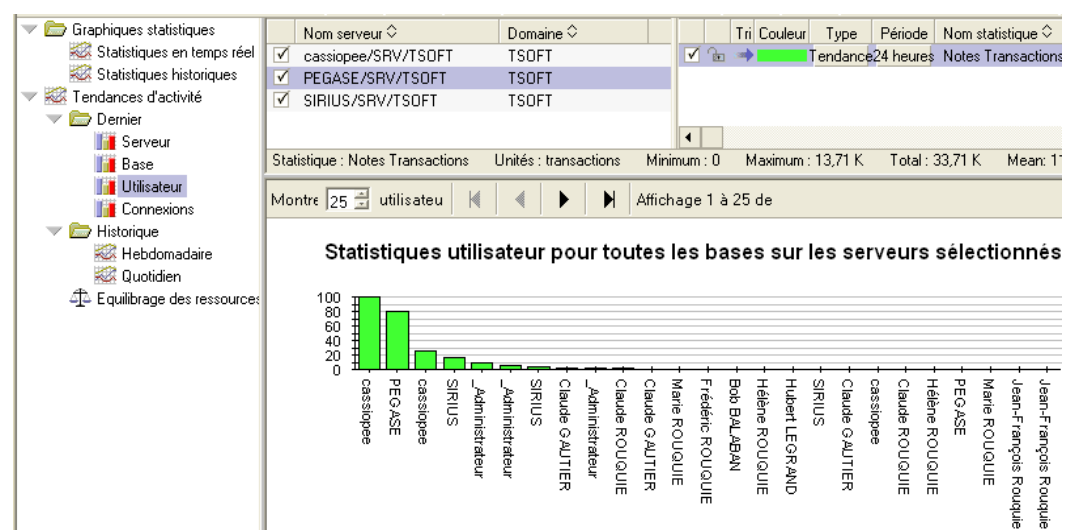 Graphiques statistiques
Statistiques en temps réel
Statistiques historiques
Tendances d'activité
Dernier
Serveur
Base
Utilisateur
Connexions
Historique
Hebdomadaire
Quotidien
Equilibrage des ressources
Nom serveur Domaine
cassiopee/SRV/TSOFT TSOFT
PEGASE/SRV/TSOFT TSOFT
SIRIUS/SRV/TSOFT TSOFT
Tri Couleur Type Période Nom statistique
Tendance 24 heures Notes Transactions
Statistique : Notes Transactions Unités : transactions Minimum : 0 Maximum : 13,71 K Total : 33,71 K Mean: 11
Montre 25 utilisateu Affichage 1 à 25 de
Statistiques utilisateur pour toutes les bases sur les serveurs sélectionnés
100
80
60
40
20
0
cassiopee
PEGASE
cassiopee
SIRIUS
_Administrateur
_Administrateur
SIRIUS
Claude GAUTIER
_Administrateur
Claude ROUQUIE
Claude GAUTIER
Marie ROUQUIE
Frédéric ROUQUIE
Bob BALABAN
Hélène ROUQUIE
Hubert LEGRAND
SIRIUS
Claude GAUTIER
cassiopee
Claude ROUQUIE
Hélène ROUQUIE
PEGASE
Marie ROUQUIE
Jean-François Rouquie
Jean-François Rouquie